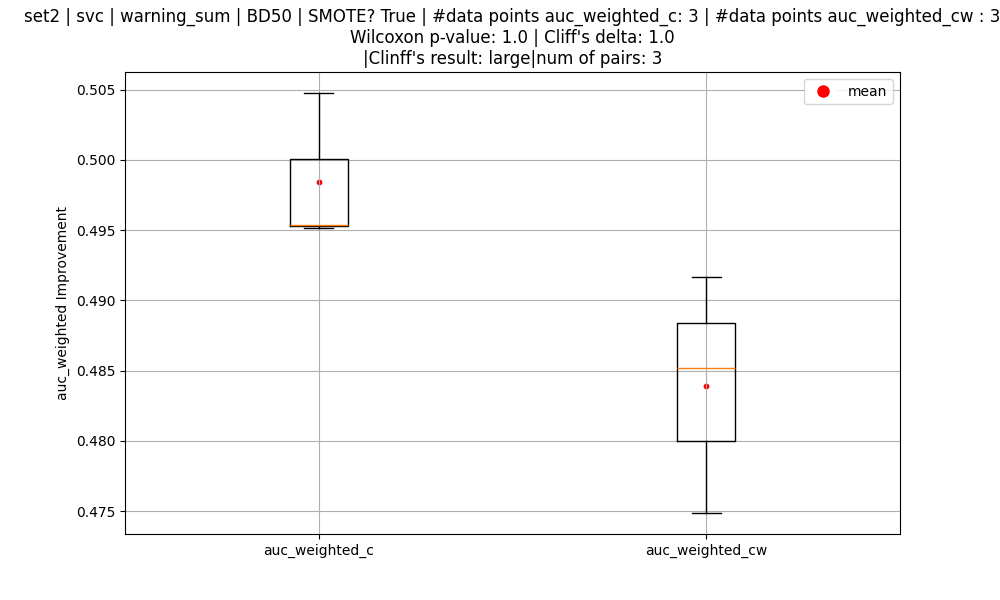 set2 | svc | warning_sum | BD50 | SMOTE? True | #data points auc_weighted_c: 3 | #data points auc_weighted_cw : 3
Wilcoxon p-value: 1.0 | Cliff's delta: 1.0
|Clinff's result: large|num of pairs: 3
mean
0.505
0.500
0.495
0.490
0.485
0.480
0.475
auc_weighted Improvement
auc_weighted_c
auc_weighted_cw